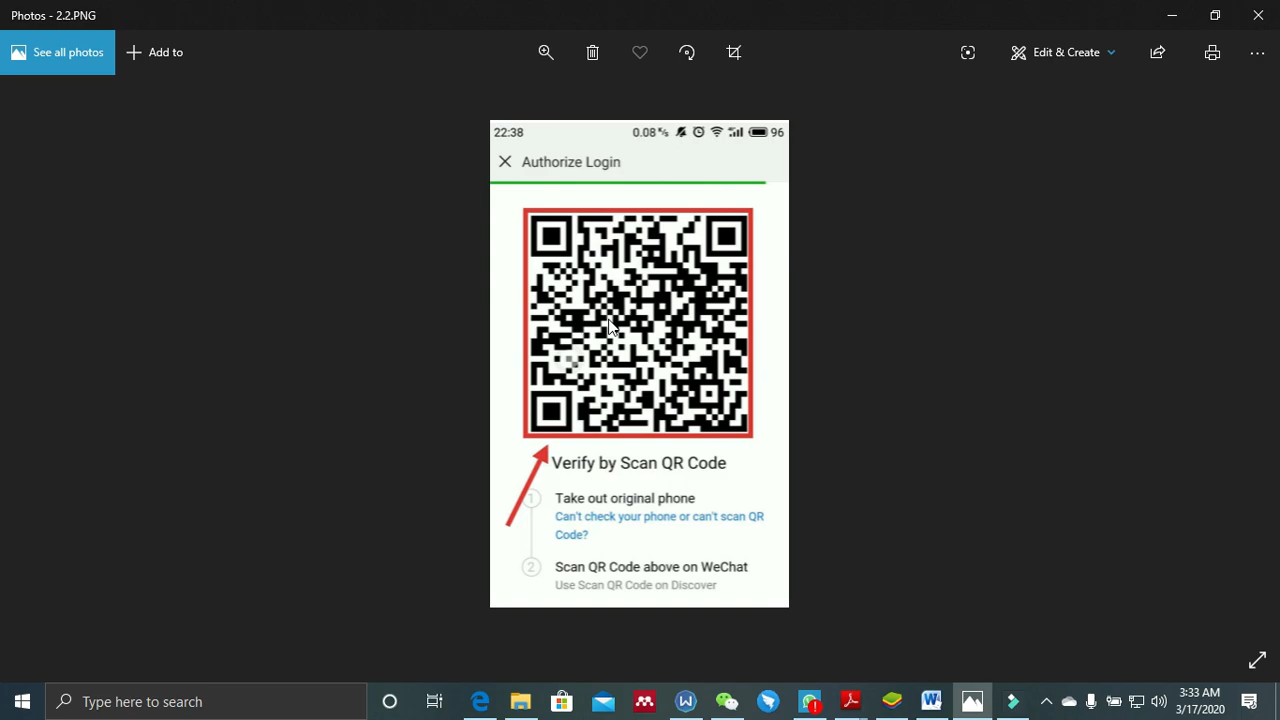 Photos - 2.2.PNG
See all photos
Add to
Edit & Create
22:38
0.08 K/s
96
Authorize Login
Verify by Scan QR Code
1
Take out original phone
Can't check your phone or can't scan QR
Code?
2
Scan QR Code above on WeChat
Use Scan QR Code on Discover
Type here to search
3:33 AM
3/17/2020